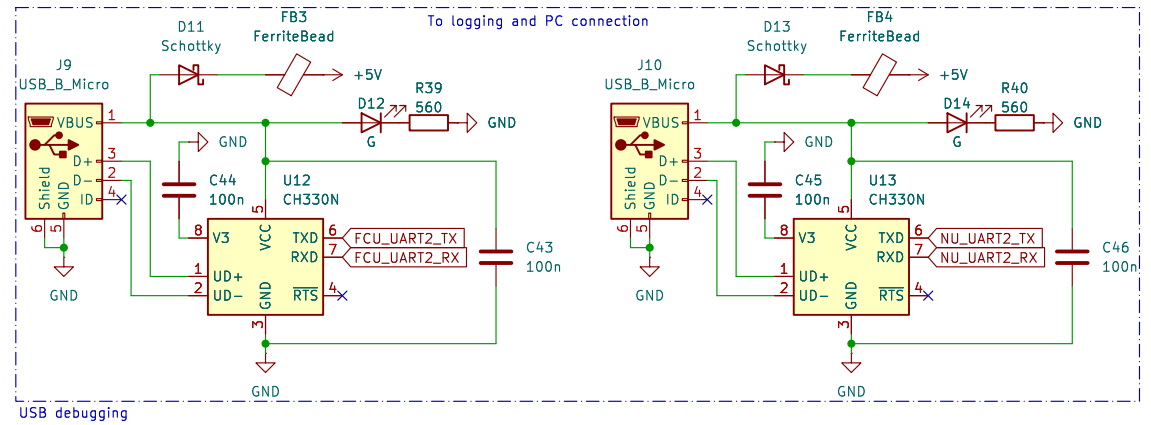 To logging and PC connection
D11
Schottky
FB3
FerriteBead
+5V
J9
USB_B_Micro
VBUS
1
D+
3
D-
2
ID
4
Shield
GND
6
5
GND
D12
G
R39
560
GND
GND
C44
100n
U12
CH330N
5
8
V3
VCC
TXD
6
FCU_UART2_TX
RXD
7
FCU_UART2_RX
1
UD+
2
UD-
GND
RTS
4
3
GND
C43
100n
D13
Schottky
FB4
FerriteBead
+5V
J10
USB_B_Micro
VBUS
1
D+
3
D-
2
ID
4
Shield
GND
6
5
GND
D14
G
R40
560
GND
GND
C45
100n
U13
CH330N
5
8
V3
VCC
TXD
6
NU_UART2_TX
RXD
7
NU_UART2_RX
1
UD+
2
UD-
GND
RTS
4
3
GND
C46
100n
USB debugging